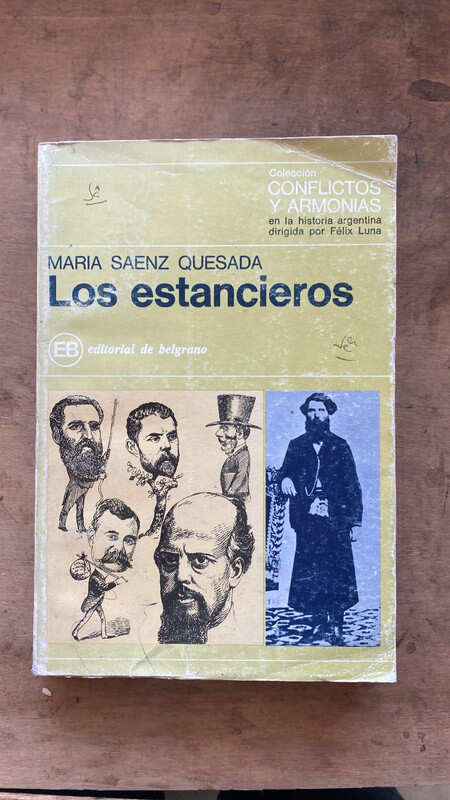 Colección
CONFLICTOS
Y ARMONIAS
en la historia argentina
dirigida por Félix Luna
MARIA SAENZ QUESADA
Los estancieros
EB editorial de belgrano